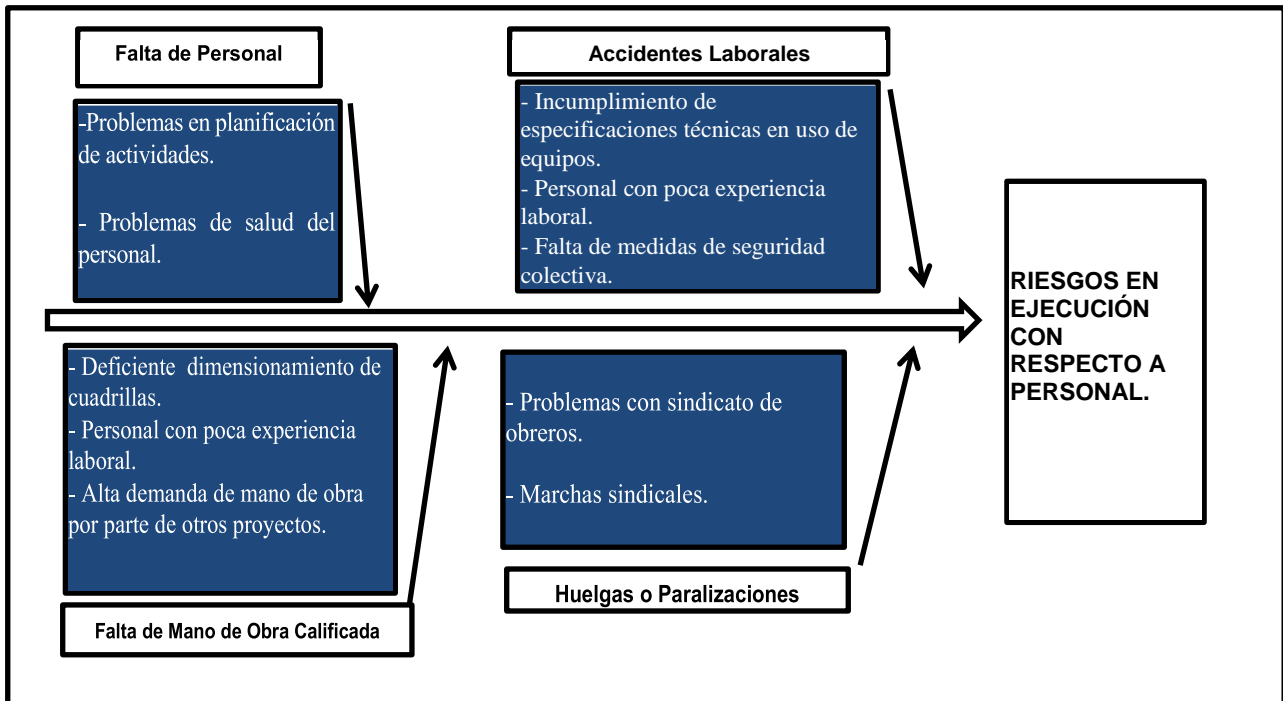 Falta de Personal
-Problemas en planificación
de actividades.
- Problemas de salud del
personal.
Accidentes Laborales
- Incumplimiento de
especificaciones técnicas en uso de
equipos.
- Personal con poca experiencia
laboral.
- Falta de medidas de seguridad
colectiva.
- Deficiente dimensionamiento de
cuadrillas.
- Personal con poca experiencia
laboral.
- Alta demanda de mano de obra
por parte de otros proyectos.
Falta de Mano de Obra Calificada
- Problemas con sindicato de
obreros.
- Marchas sindicales.
Huelgas o Paralizaciones
RIESGOS EN
EJECUCIÓN
CON
RESPECTO A
PERSONAL.